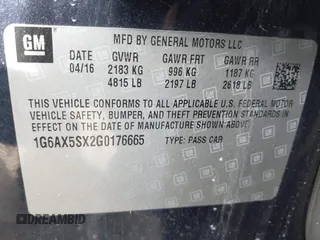 GM
MFD BY GENERAL MOTORS LLC
DATE GVWR GAWR FRT GAWR RR
04/16 2183 KG 996 KG 1187 KG
4815 LB 2197 LB 2618 LB
THIS VEHICLE CONFORMS TO ALL APPLICABLE U.S. FEDERAL MOTOR
VEHICLE SAFETY, BUMPER, AND THEFT PREVENTION STANDARDS
IN EFFECT ON THE DATE OF MANUFACTURE SHOWN ABOVE.
1G6AX5SX2G0176665 TYPE: PASS CAR
DREAMBID